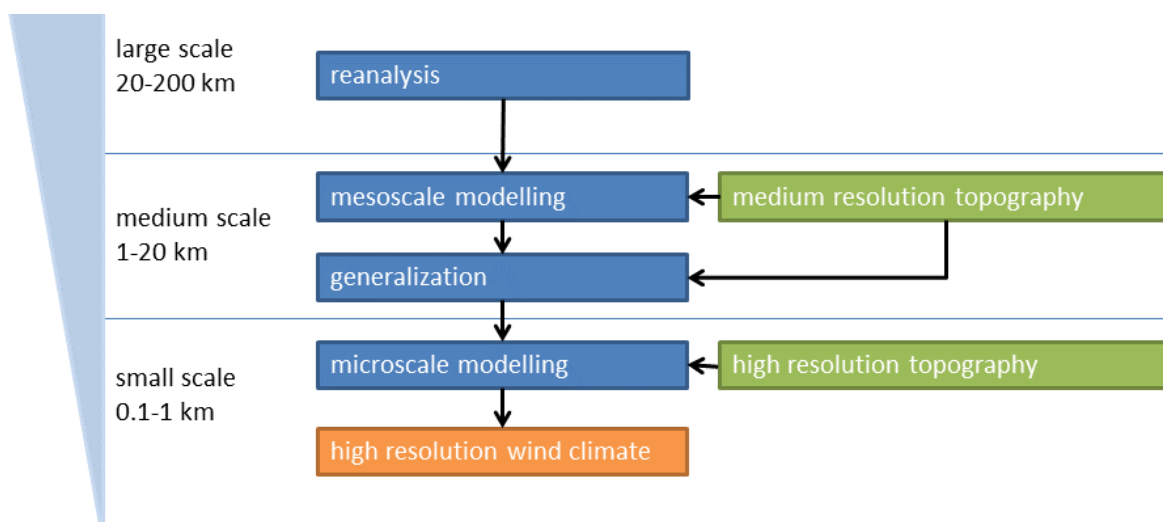 large scale
20-200 km
reanalysis
mesoscale modelling
medium resolution topography
medium scale
1-20 km
generalization
microscale modelling
high resolution topography
small scale
0.1-1 km
high resolution wind climate